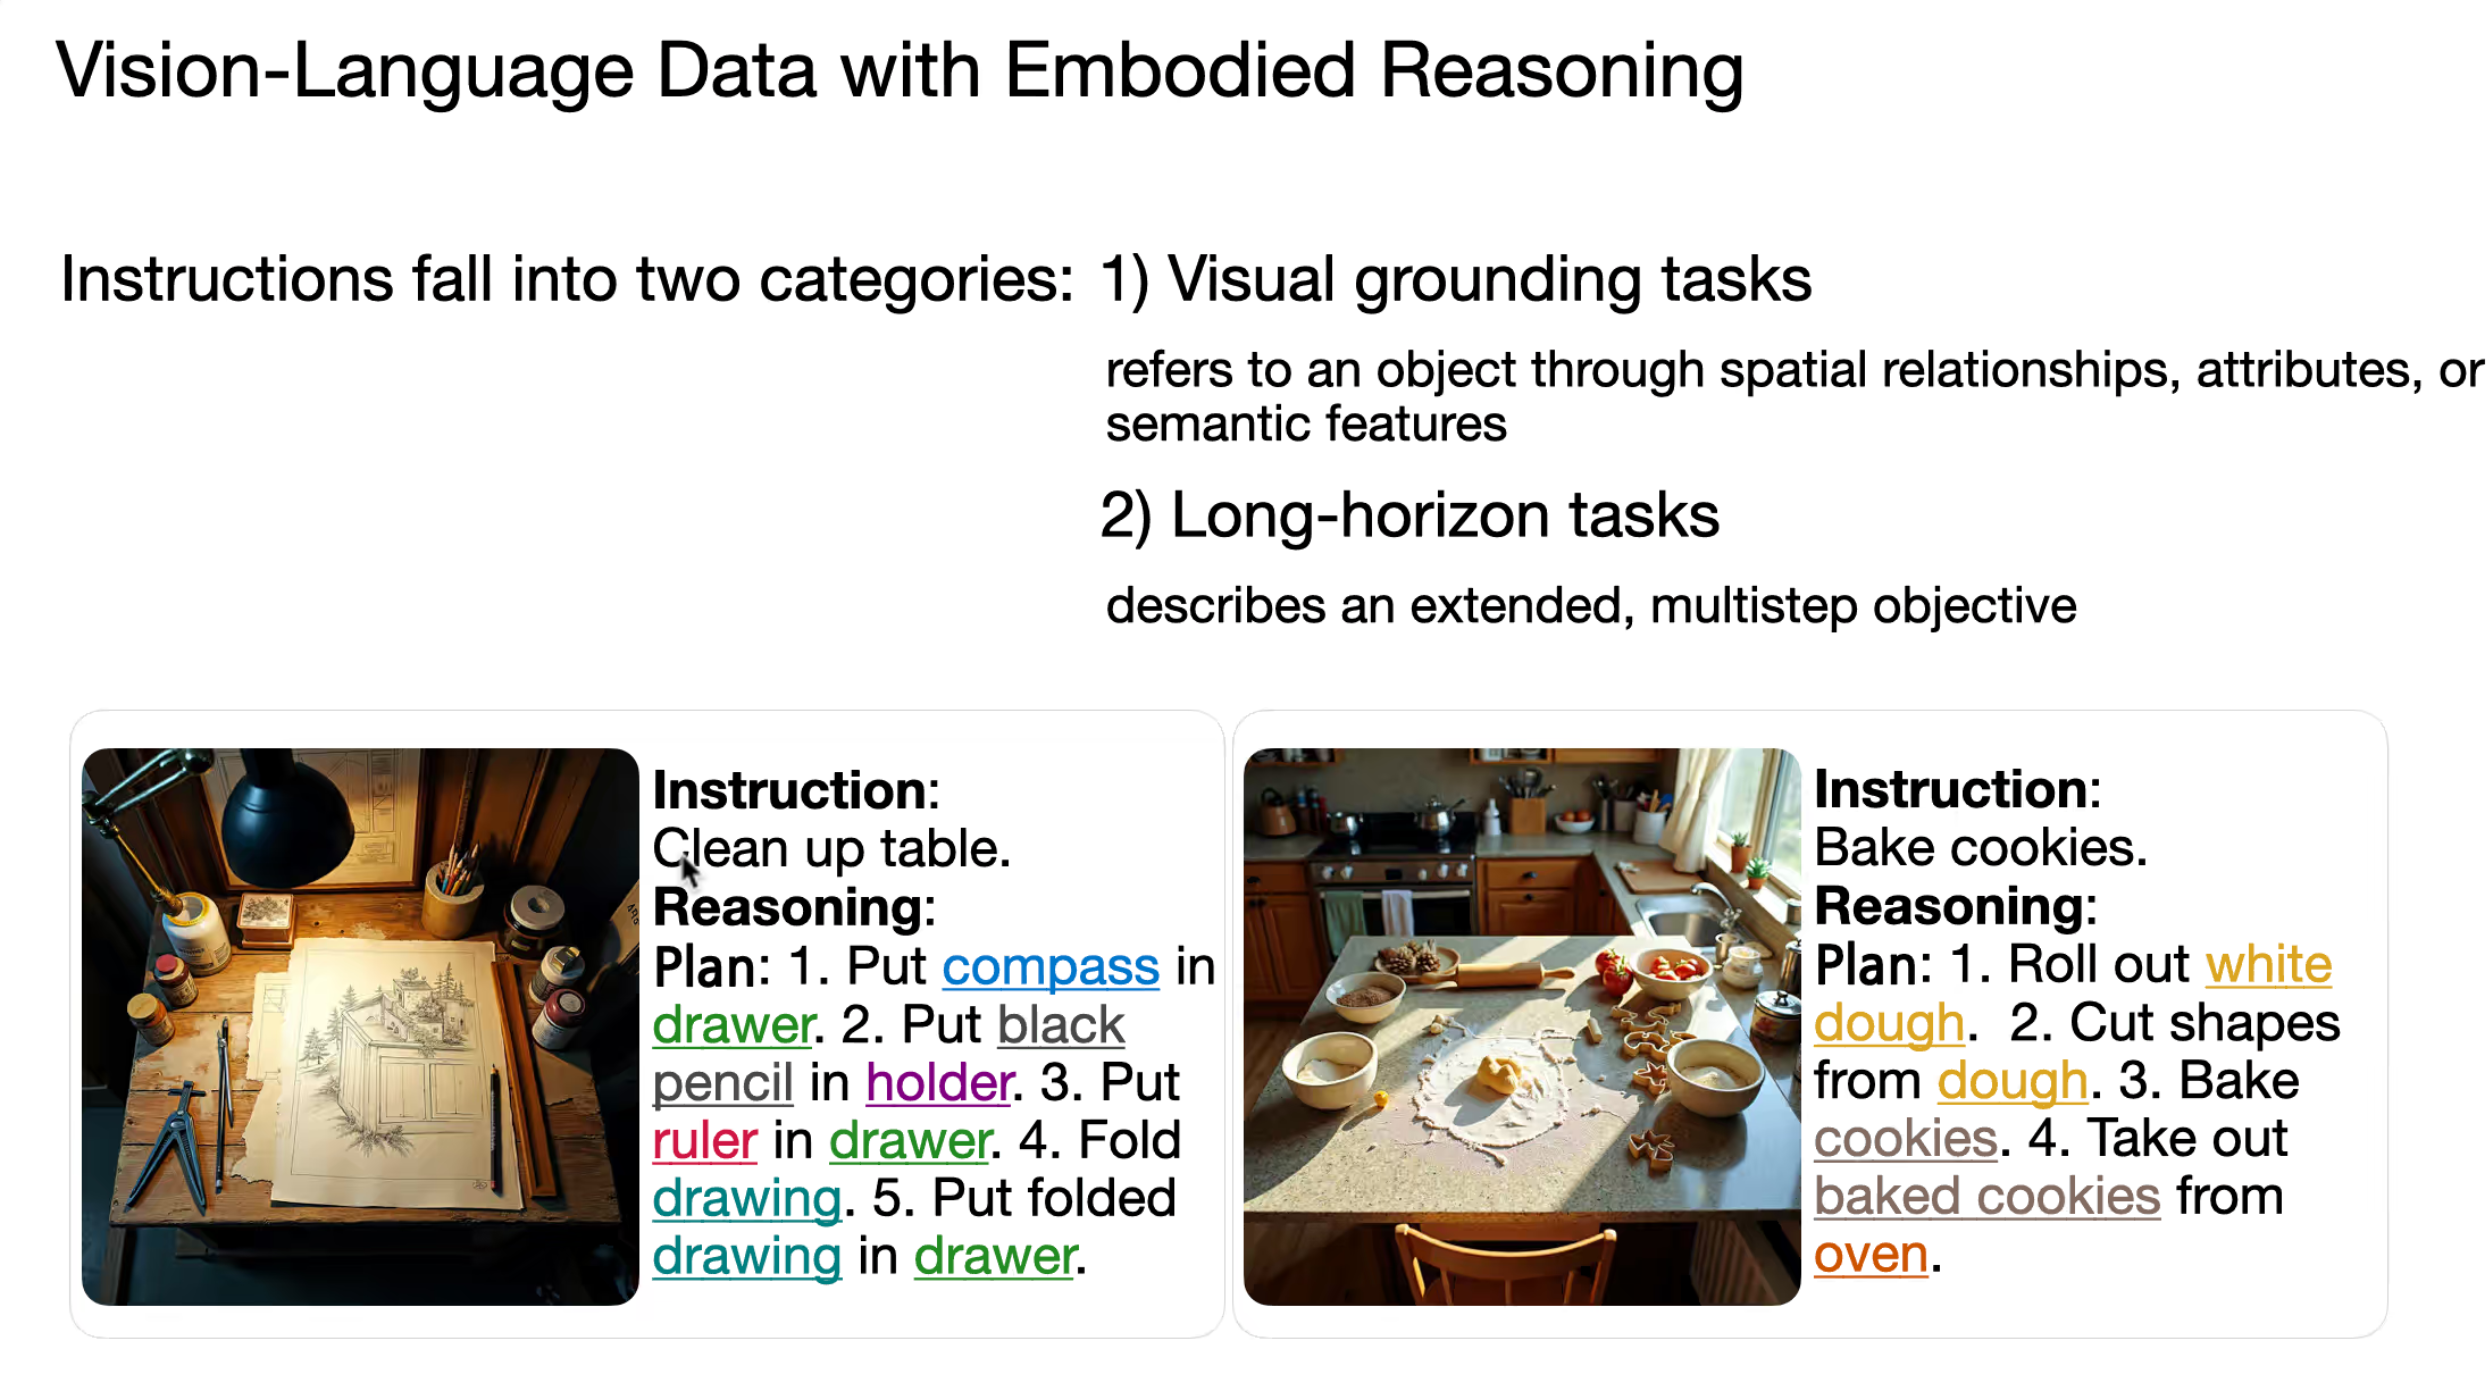 Vision-Language Data with Embodied Reasoning
Instructions fall into two categories: 1) Visual grounding tasks
refers to an object through spatial relationships, attributes, or
semantic features
2) Long-horizon tasks
describes an extended, multistep objective
Instruction:
Clean up table.
Reasoning:
Plan: 1. Put compass in
drawer. 2. Put black
pencil in holder. 3. Put
ruler in drawer. 4. Fold
drawing. 5. Put folded
drawing in drawer.
Instruction:
Bake cookies.
Reasoning:
Plan: 1. Roll out white
dough. 2. Cut shapes
from dough. 3. Bake
cookies. 4. Take out
baked cookies from
oven.